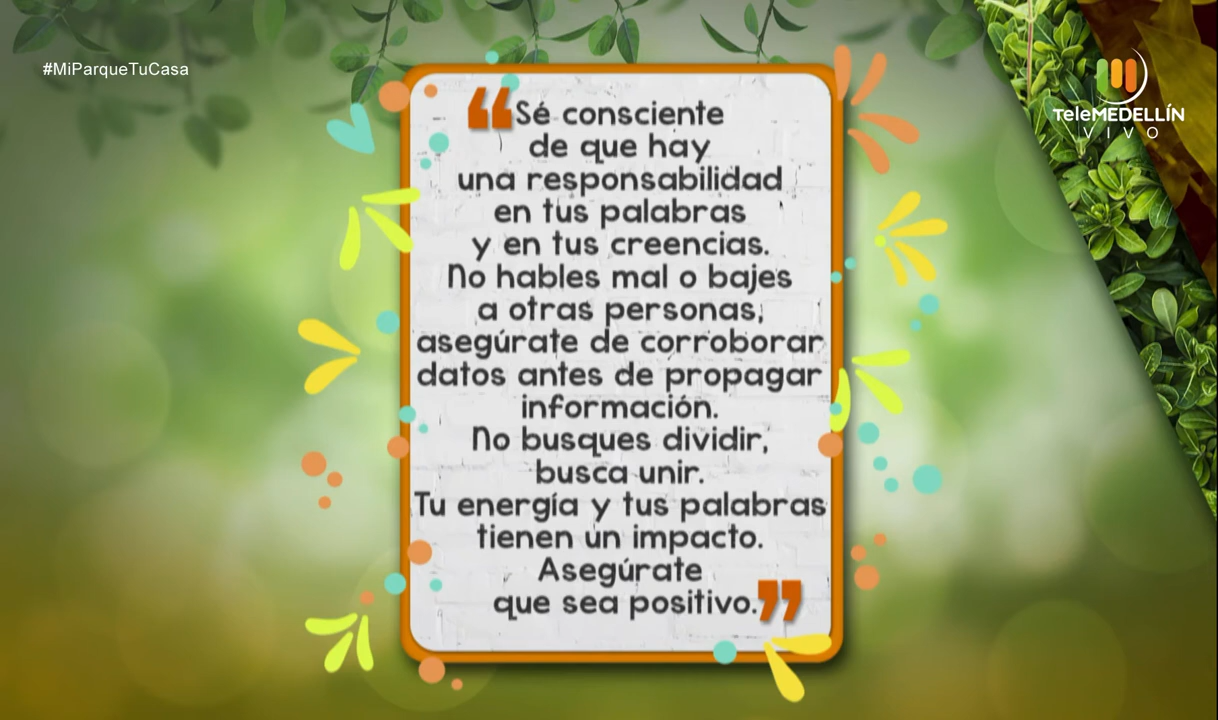 #MiParqueTuCasa
TeleMEDELLÍN
VIVO
“Sé consciente
de que hay
una responsabilidad
en tus palabras
y en tus creencias.
No hables mal o bajes
a otras personas,
asegúrate de corroborar
datos antes de propagar
información.
No busques dividir,
busca unir.
Tu energía y tus palabras
tienen un impacto.
Asegúrate
que sea positivo.”